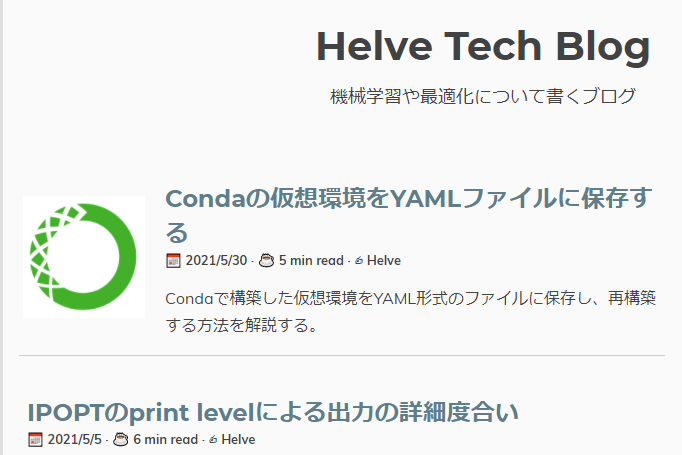 Helve Tech Blog
機械学習や最適化について書くブログ
Condaの仮想環境をYAMLファイルに保存す
る
2021/5/30 · 5 min read · Helve
Condaで構築した仮想環境をYAML形式のファイルに保存し、再構築
する方法を解説する。
IPOPTのprint levelによる出力の詳細度合い
2021/5/5 · 6 min read · Helve